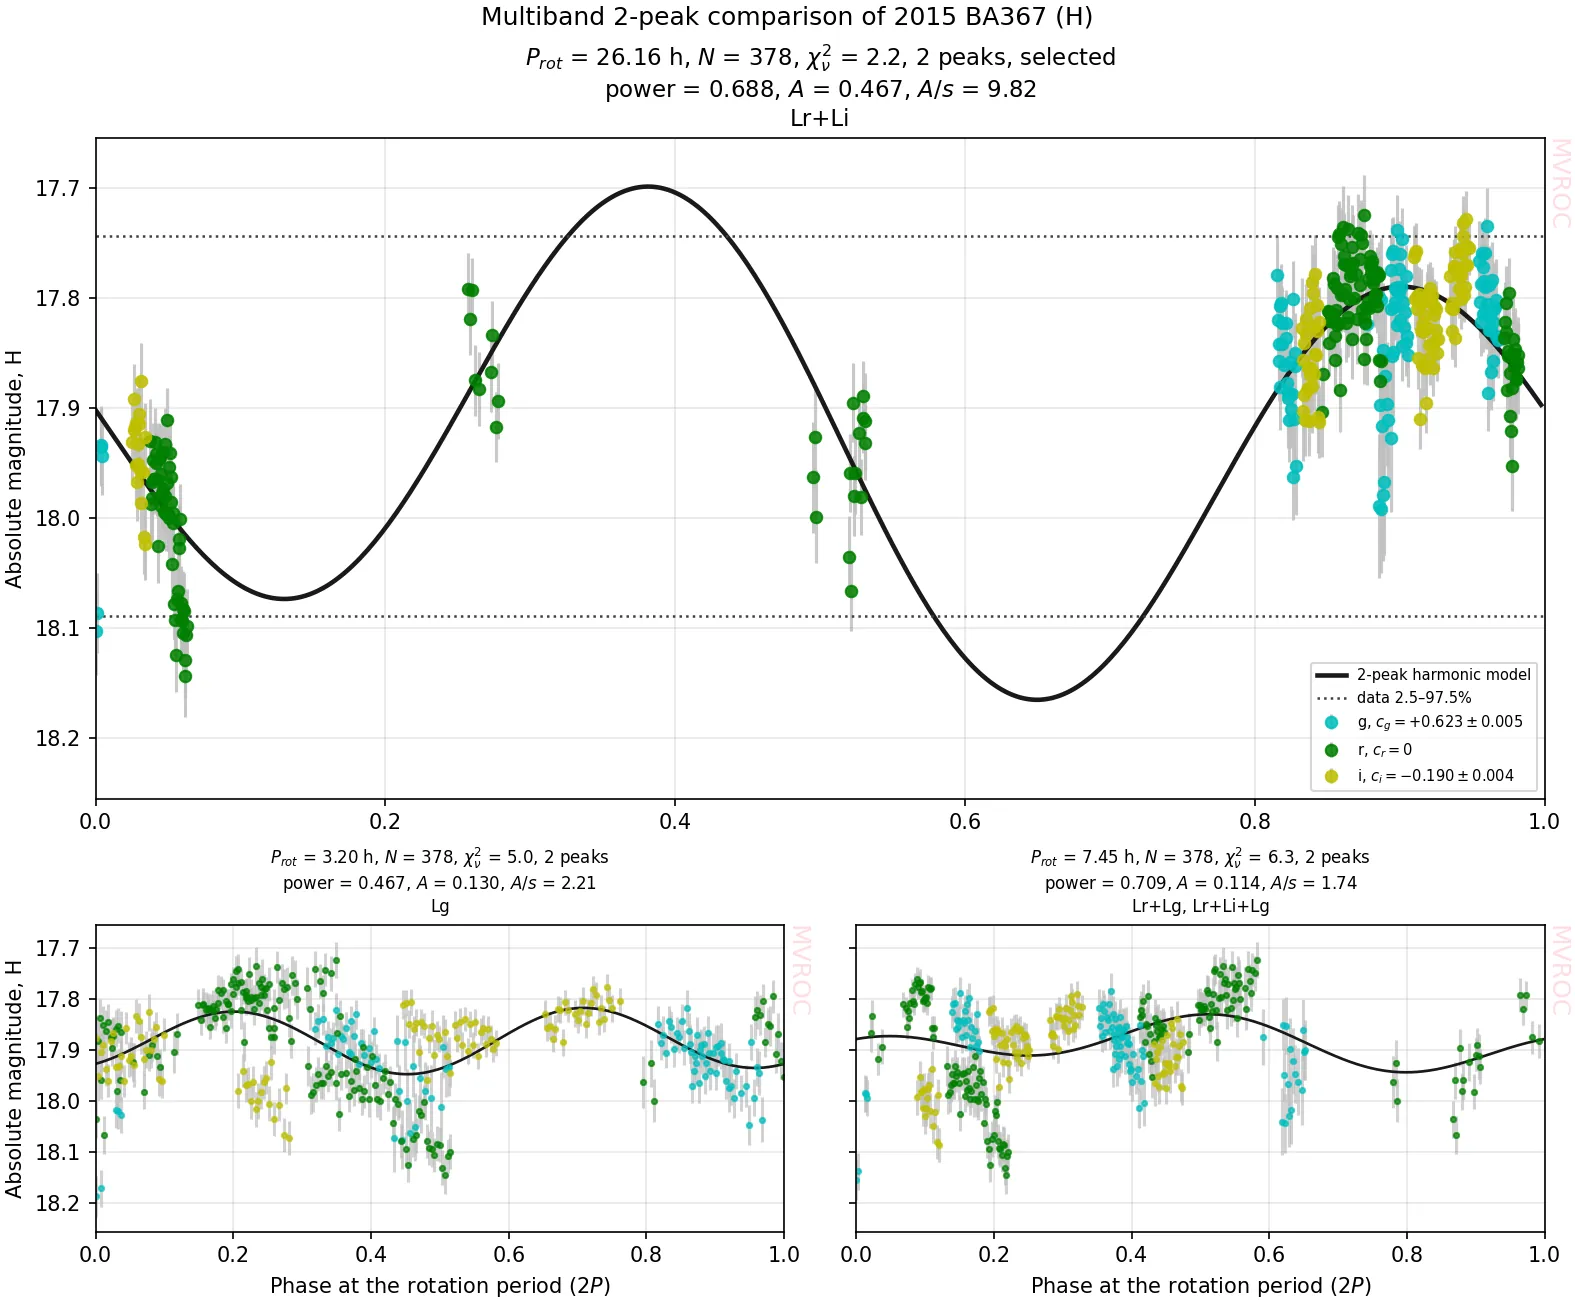 Multiband 2-peak comparison of 2015 BA367 (H)
P_rot = 26.16 h, N = 378, χ²_ν = 2.2, 2 peaks, selected
power = 0.688, A = 0.467, A/s = 9.82
Lr+Li
MVROC
Absolute magnitude, H
17.7
17.8
17.9
18.0
18.1
18.2
2-peak harmonic model
data 2.5–97.5%
g, c_g = +0.623 ± 0.005
r, c_r = 0
i, c_i = −0.190 ± 0.004
0.0 0.2 0.4 0.6 0.8 1.0
P_rot = 3.20 h, N = 378, χ²_ν = 5.0, 2 peaks
power = 0.467, A = 0.130, A/s = 2.21
Lg
MVROC
Absolute magnitude, H
17.7
17.8
17.9
18.0
18.1
18.2
0.0 0.2 0.4 0.6 0.8 1.0
Phase at the rotation period (2P)
P_rot = 7.45 h, N = 378, χ²_ν = 6.3, 2 peaks
power = 0.709, A = 0.114, A/s = 1.74
Lr+Lg, Lr+Li+Lg
MVROC
0.0 0.2 0.4 0.6 0.8 1.0
Phase at the rotation period (2P)